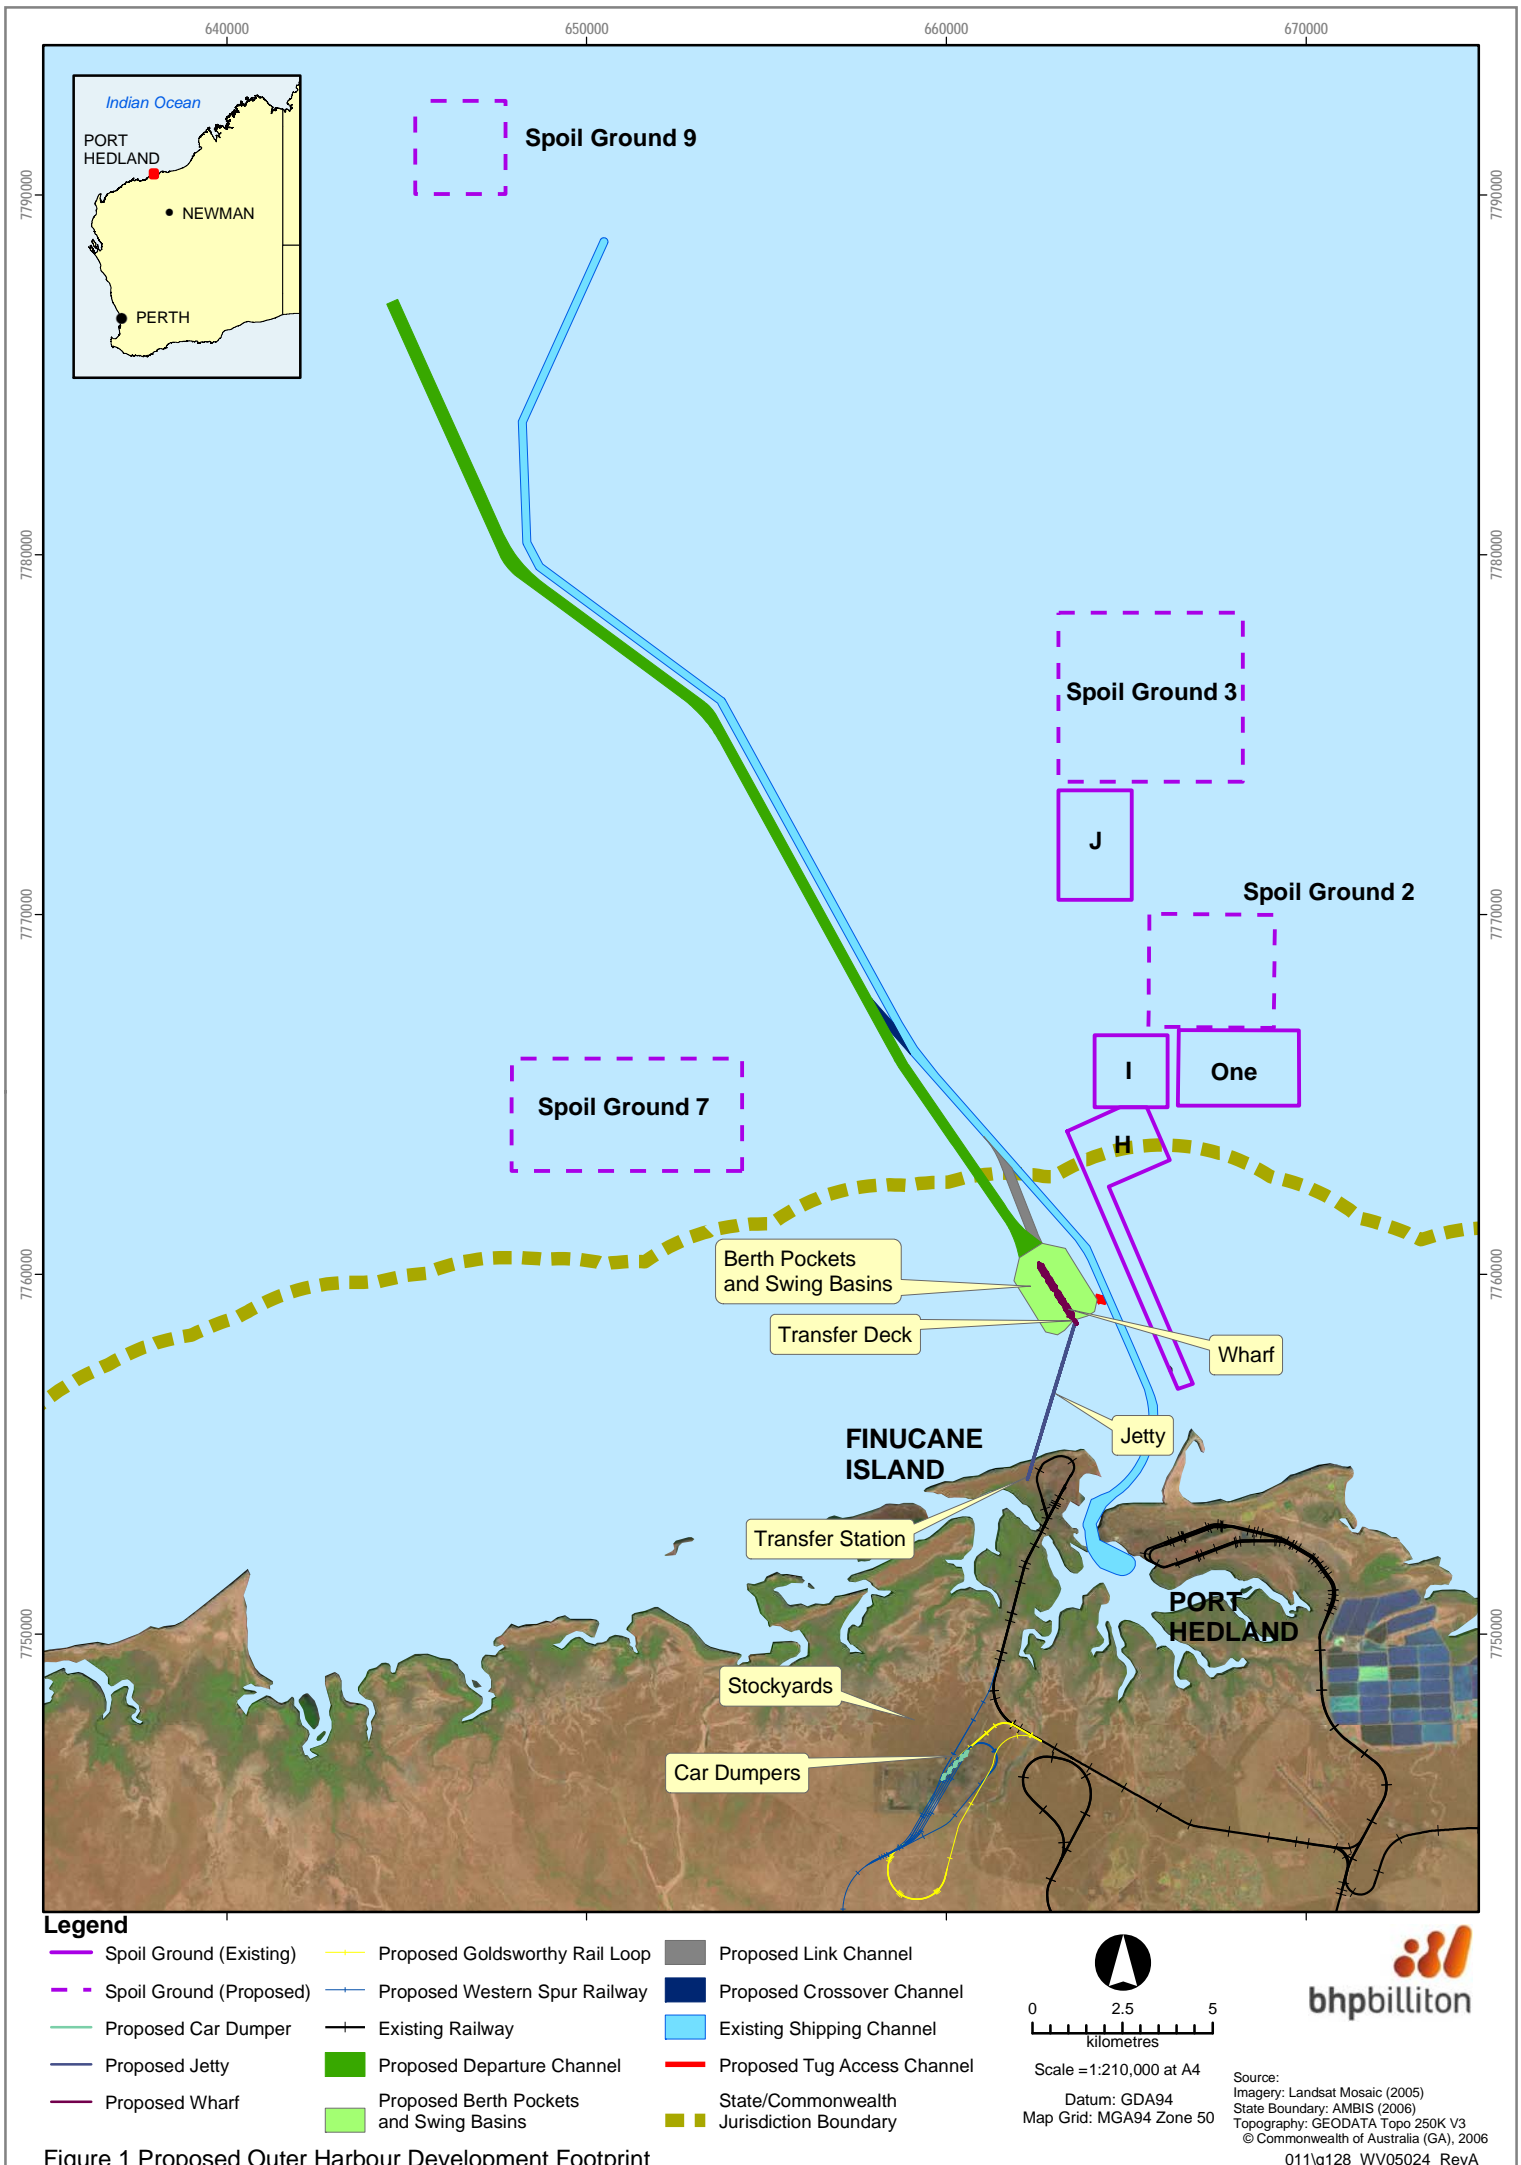 640000
650000
660000
670000
Indian Ocean
PORT
HEDLAND
NEWMAN
PERTH
Spoil Ground 9
7790000
7790000
7780000
7780000
Spoil Ground 3
J
Spoil Ground 2
7770000
7770000
I
One
Spoil Ground 7
H
Berth Pockets
and Swing Basins
7760000
7760000
Transfer Deck
Wharf
Jetty
FINUCANE
ISLAND
Transfer Station
PORT
HEDLAND
7750000
7750000
Stockyards
Car Dumpers
Legend
Spoil Ground (Existing)
Spoil Ground (Proposed)
Proposed Car Dumper
Proposed Jetty
Proposed Wharf
Proposed Goldsworthy Rail Loop
Proposed Western Spur Railway
Existing Railway
Proposed Departure Channel
Proposed Berth Pockets
and Swing Basins
Proposed Link Channel
Proposed Crossover Channel
Existing Shipping Channel
Proposed Tug Access Channel
State/Commonwealth
Jurisdiction Boundary
0 2.5 5
kilometres
Scale =1:210,000 at A4
Datum: GDA94
Map Grid: MGA94 Zone 50
bhpbilliton
Source:
Imagery: Landsat Mosaic (2005)
State Boundary: AMBIS (2006)
Topography: GEODATA Topo 250K V3
© Commonwealth of Australia (GA), 2006
Figure 1 Proposed Outer Harbour Development Footprint
011\g128_WV05024_RevA